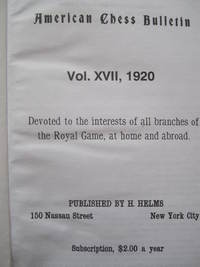 American Chess Bulletin
Vol. XVII, 1920
Devoted to the interests of all branches of
the Royal Game, at home and abroad.
PUBLISHED BY H. HELMS
150 Nassau Street New York City
Subscription, $2.00 a year